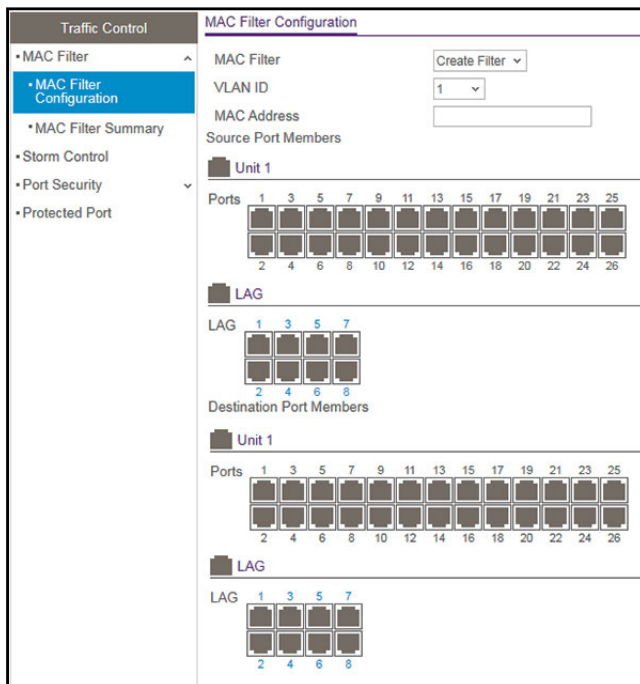 Traffic Control
MAC Filter
MAC Filter
Configuration
MAC Filter Summary
Storm Control
Port Security
Protected Port
MAC Filter Configuration
MAC Filter Create Filter
VLAN ID 1
MAC Address
Source Port Members
Unit 1
Ports 1 3 5 7 9 11 13 15 17 19 21 23 25
2 4 6 8 10 12 14 16 18 20 22 24 26
LAG
LAG 1 3 5 7
2 4 6 8
Destination Port Members
Unit 1
Ports 1 3 5 7 9 11 13 15 17 19 21 23 25
2 4 6 8 10 12 14 16 18 20 22 24 26
LAG
LAG 1 3 5 7
2 4 6 8